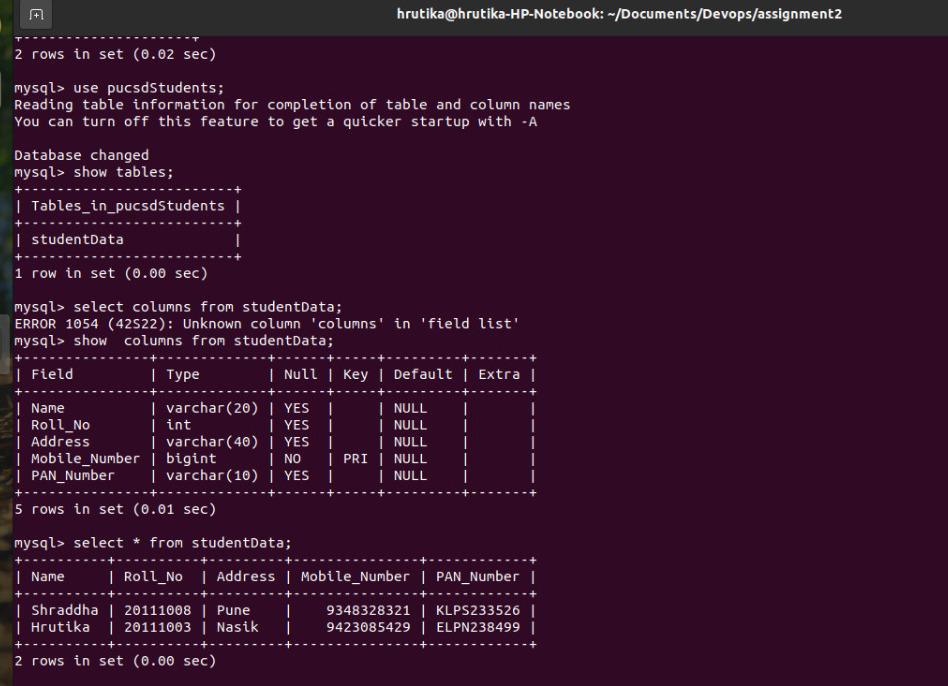 hrutika@hrutika-HP-Notebook: ~/Documents/Devops/assignment2
+--------------------+
2 rows in set (0.02 sec)

mysql> use pucsdStudents;
Reading table information for completion of table and column names
You can turn off this feature to get a quicker startup with -A

Database changed
mysql> show tables;
+-------------------------+
| Tables_in_pucsdStudents |
+-------------------------+
| studentData             |
+-------------------------+
1 row in set (0.00 sec)

mysql> select columns from studentData;
ERROR 1054 (42S22): Unknown column 'columns' in 'field list'
mysql> show  columns from studentData;
+---------------+-------------+------+-----+---------+-------+
| Field         | Type        | Null | Key | Default | Extra |
+---------------+-------------+------+-----+---------+-------+
| Name          | varchar(20) | YES  |     | NULL    |       |
| Roll_No       | int         | YES  |     | NULL    |       |
| Address       | varchar(40) | YES  |     | NULL    |       |
| Mobile_Number | bigint      | NO   | PRI | NULL    |       |
| PAN_Number    | varchar(10) | YES  |     | NULL    |       |
+---------------+-------------+------+-----+---------+-------+
5 rows in set (0.01 sec)

mysql> select * from studentData;
+----------+----------+---------+---------------+------------+
| Name     | Roll_No  | Address | Mobile_Number | PAN_Number |
+----------+----------+---------+---------------+------------+
| Shraddha | 20111008 | Pune    |    9348328321 | KLPS233526 |
| Hrutika  | 20111003 | Nasik   |    9423085429 | ELPN238499 |
+----------+----------+---------+---------------+------------+
2 rows in set (0.00 sec)